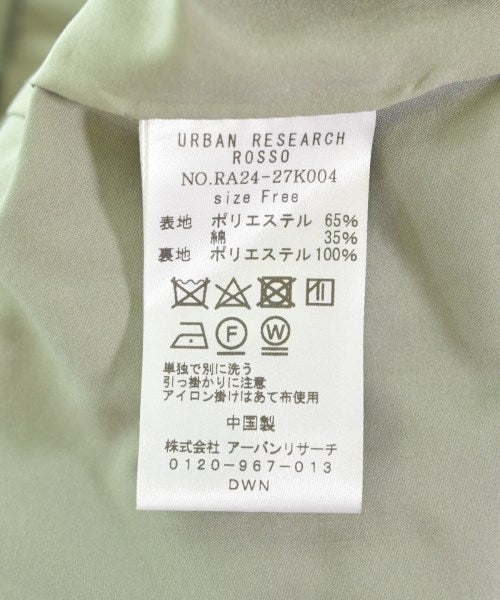 URBAN RESEARCH
ROSSO
NO.RA24-27K004
size Free
表地 ポリエステル 65%
綿 35%
裏地 ポリエステル 100%
F W
単独で別に洗う
引っ掛かりに注意
アイロン掛けはあて布使用
中国製
株式会社 アーバンリサーチ
0120-967-013
DWN